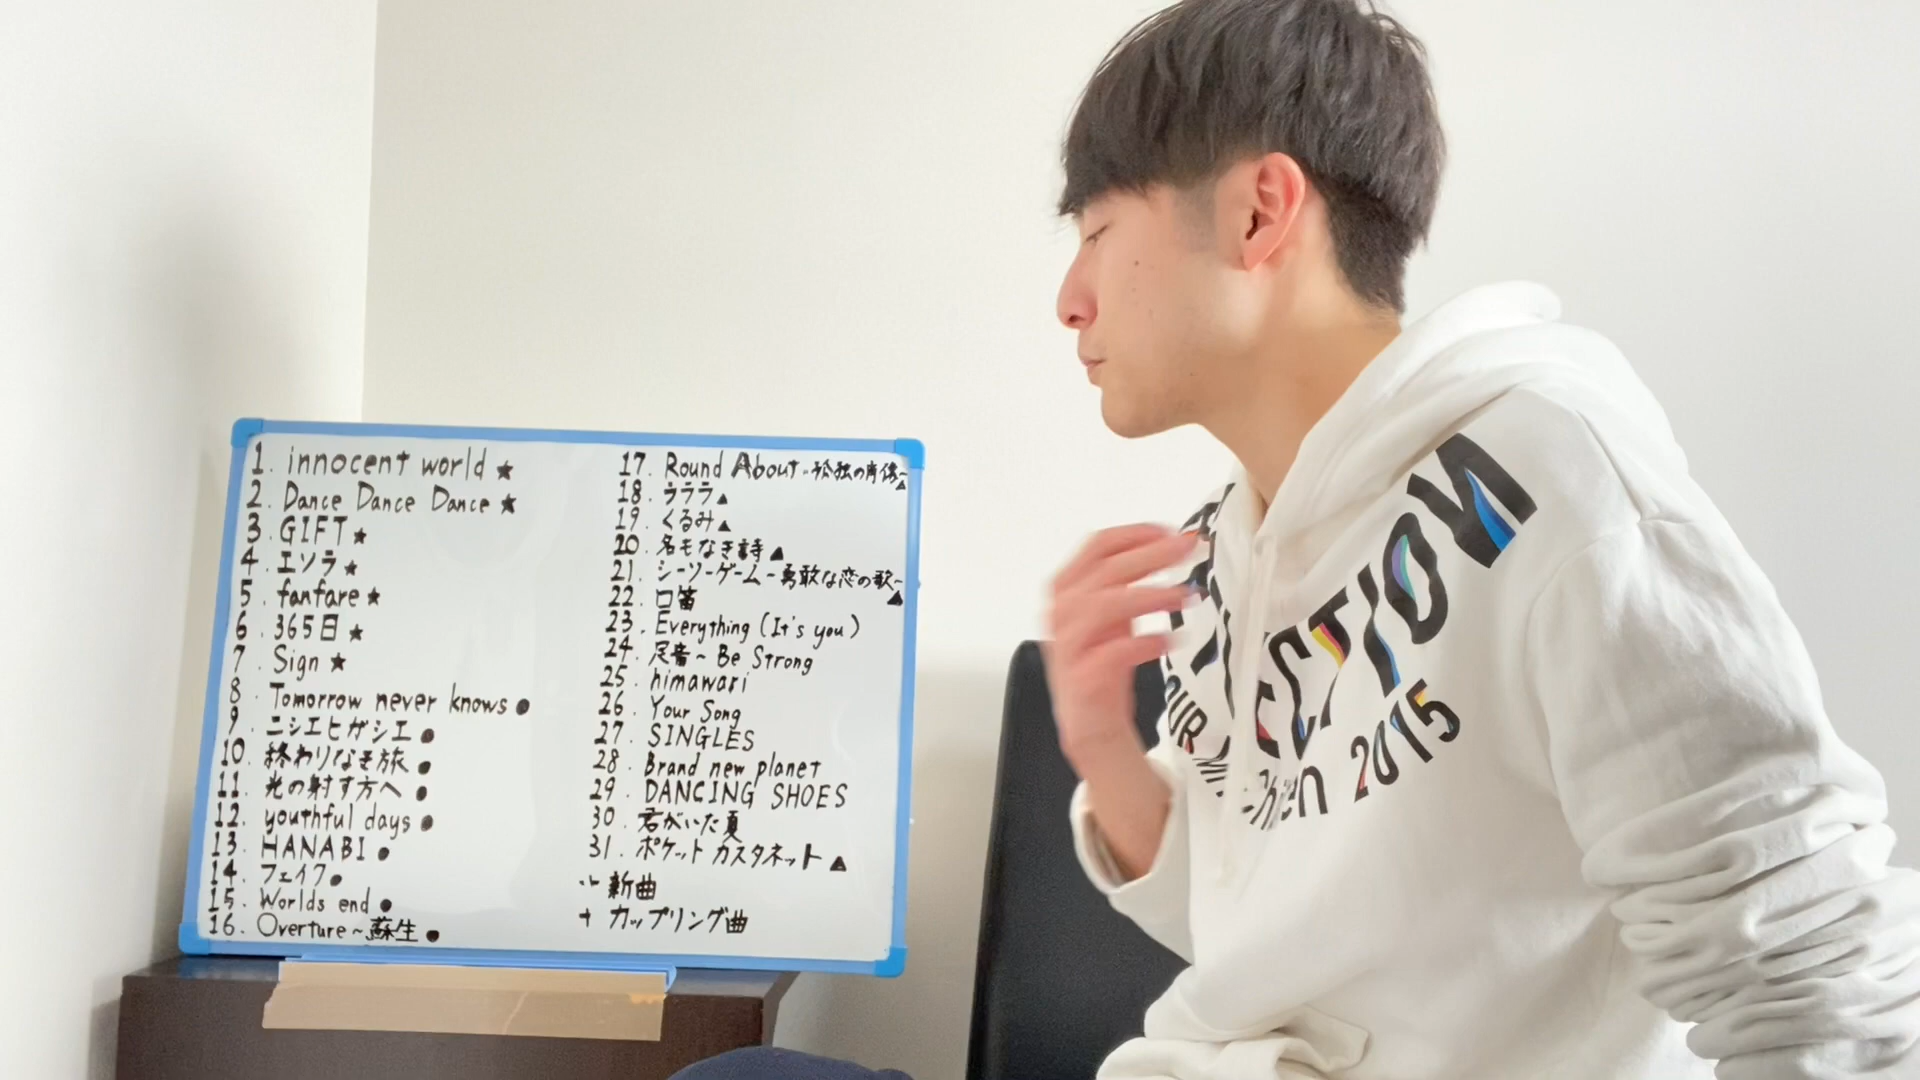 1. innocent world ★
2. Dance Dance Dance ★
3. GIFT ★
4. エソラ ★
5. fanfare ★
6. 365日 ★
7. Sign ★
8. Tomorrow never knows ●
9. ニシエヒガシエ ●
10. 終わりなき旅 ●
11. 光の射す方へ ●
12. youthful days ●
13. HANABI ●
14. フェイク ●
15. Worlds end ●
16. Overture~蘇生 ●
17. Round About -孤独の肖像~ ▲
18. ウララ ▲
19. くるみ ▲
20. 名もなき詩 ▲
21. シーソーゲーム~勇敢な恋の歌~ ▲
22. 口笛
23. Everything (It's you)
24. 足音~Be Strong
25. himawari
26. Your Song
27. SINGLES
28. Brand new planet
29. DANCING SHOES
30. 君がいた夏
31. ポケットカスタネット ▲
新曲
+ カップリング曲
ECTION
OUR M
en 2015